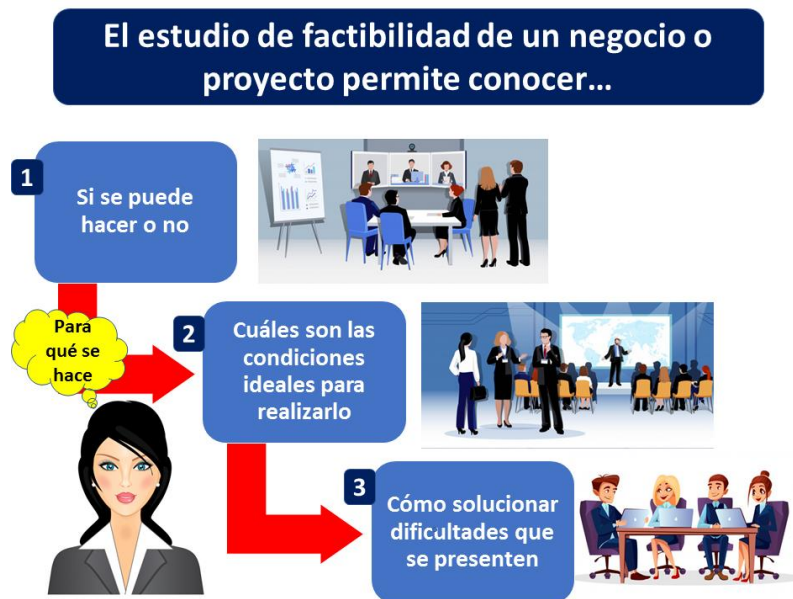 El estudio de factibilidad de un negocio o
proyecto permite conocer...
1
Si se puede
hacer o no
Para
qué se
hace
2
Cuáles son las
condiciones
ideales para
realizarlo
3
Cómo solucionar
dificultades que
se presenten